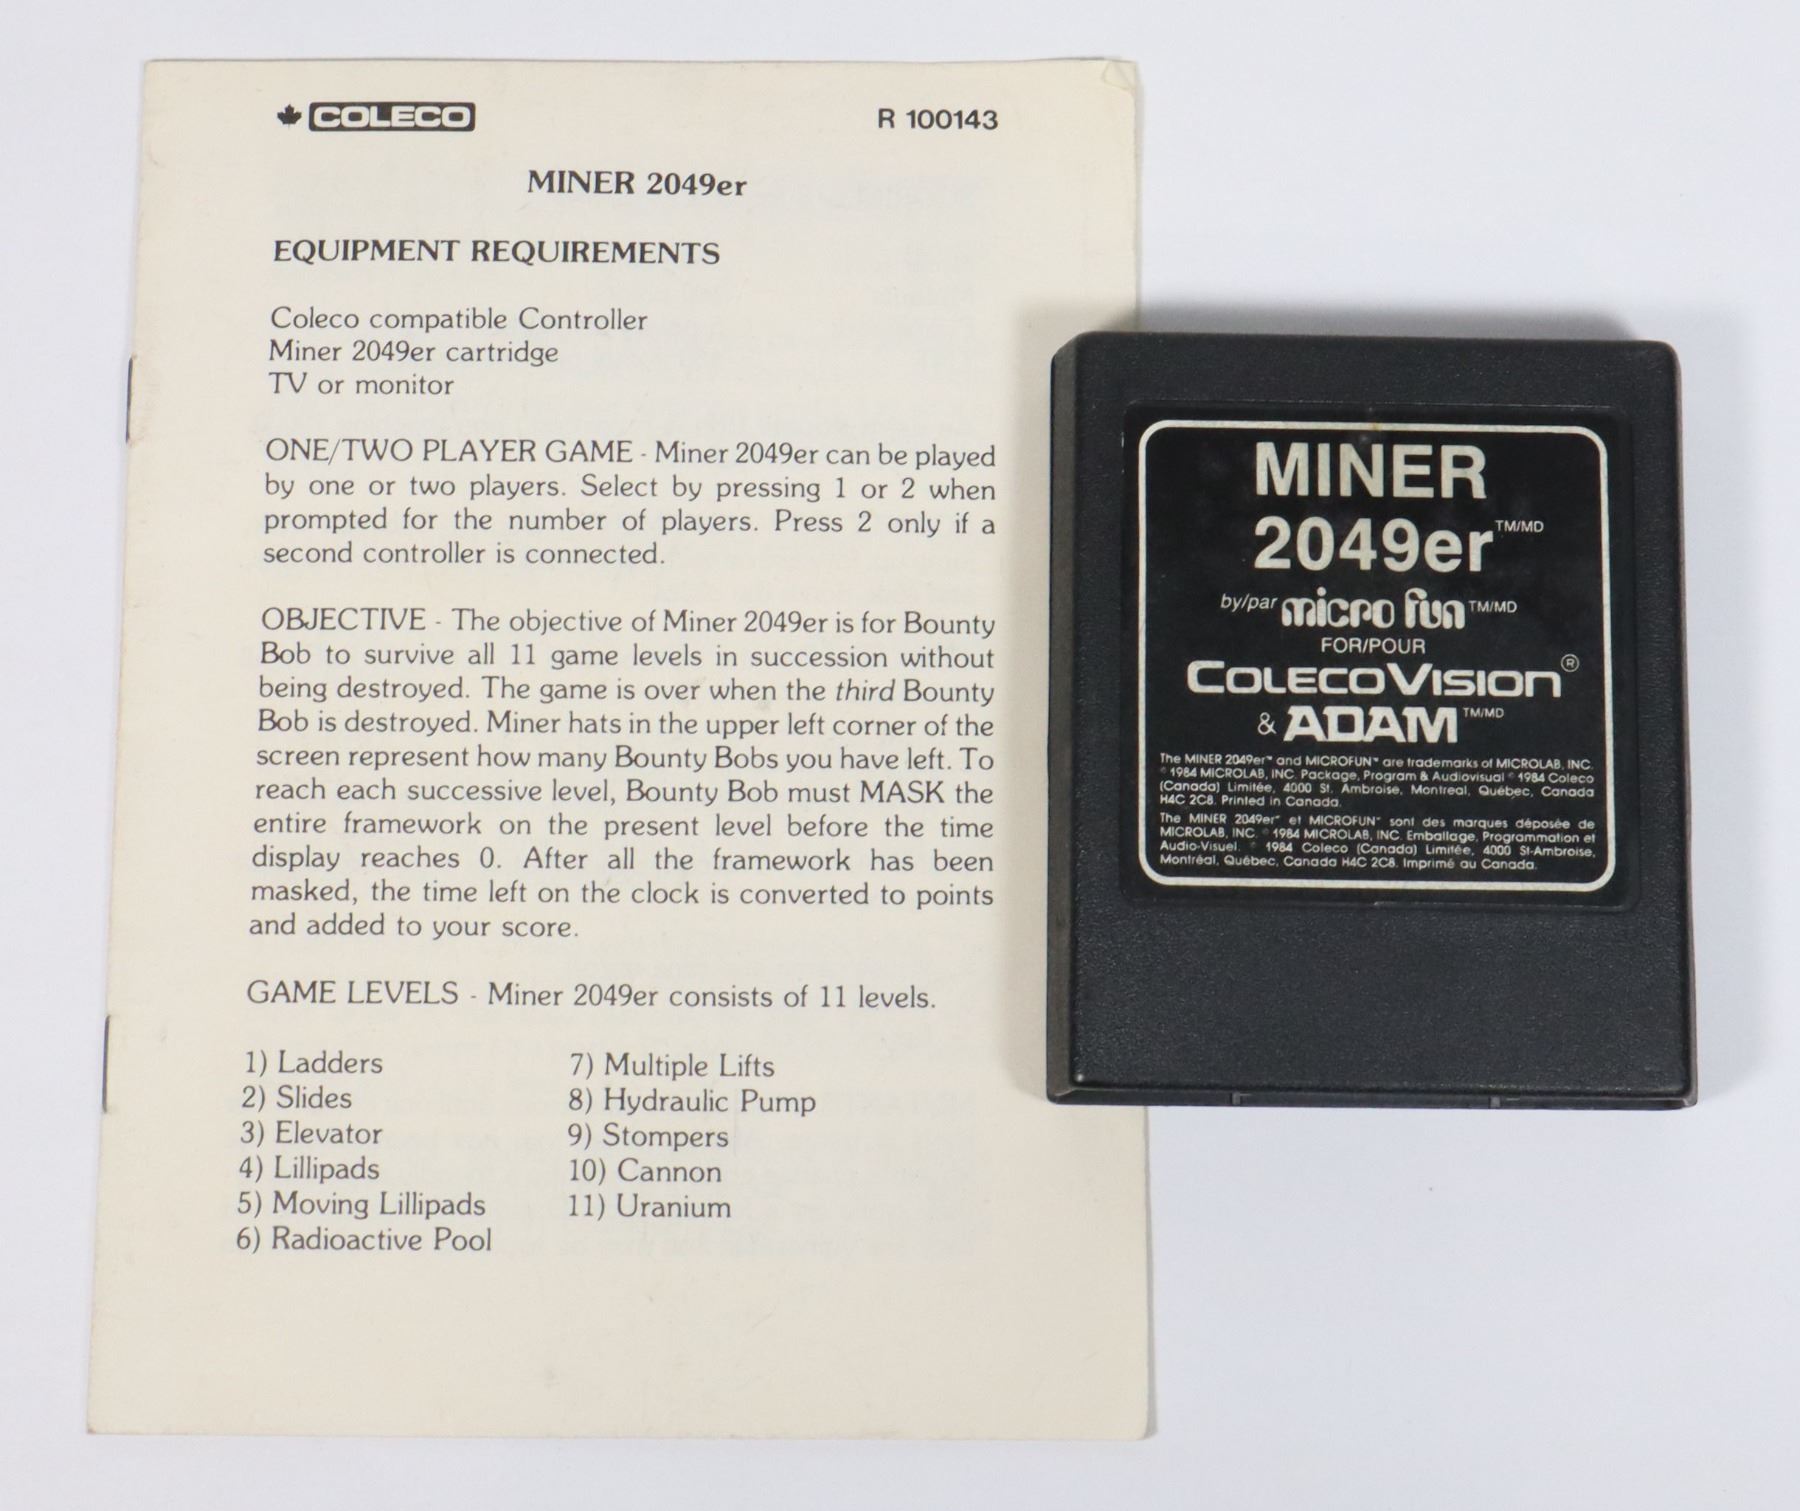 COLECO
R 100143
MINER 2049er
EQUIPMENT REQUIREMENTS
Coleco compatible Controller
Miner 2049er cartridge
TV or monitor
ONE/TWO PLAYER GAME - Miner 2049er can be played
by one or two players. Select by pressing 1 or 2 when
prompted for the number of players. Press 2 only if a
second controller is connected.
OBJECTIVE - The objective of Miner 2049er is for Bounty
Bob to survive all 11 game levels in succession without
being destroyed. The game is over when the third Bounty
Bob is destroyed. Miner hats in the upper left corner of the
screen represent how many Bounty Bobs you have left. To
reach each successive level, Bounty Bob must MASK the
entire framework on the present level before the time
display reaches 0. After all the framework has been
masked, the time left on the clock is converted to points
and added to your score.
GAME LEVELS - Miner 2049er consists of 11 levels.
1) Ladders
2) Slides
3) Elevator
4) Lillipads
5) Moving Lillipads
6) Radioactive Pool
7) Multiple Lifts
8) Hydraulic Pump
9) Stompers
10) Cannon
11) Uranium
MINER
2049er TM/MD
by/par micro fun TM/MD
FOR/POUR
COLECOVISION®
& ADAM TM/MD
The MINER 2049er™ and MICROFUN™ are trademarks of MICROLAB, INC.
© 1984 MICROLAB, INC. Package, Program & Audiovisual © 1984 Coleco
(Canada) Limitée, 4000 St. Ambroise, Montreal, Québec, Canada
H4C 2C8. Printed in Canada.
The MINER 2049er™ et MICROFUN™ sont des marques déposée de
MICROLAB, INC. © 1984 MICROLAB, INC. Emballage, Programmation et
Audio-Visuel. © 1984 Coleco (Canada) Limitée, 4000 St-Ambroise,
Montréal, Québec, Canada H4C 2C8. Imprimé au Canada.